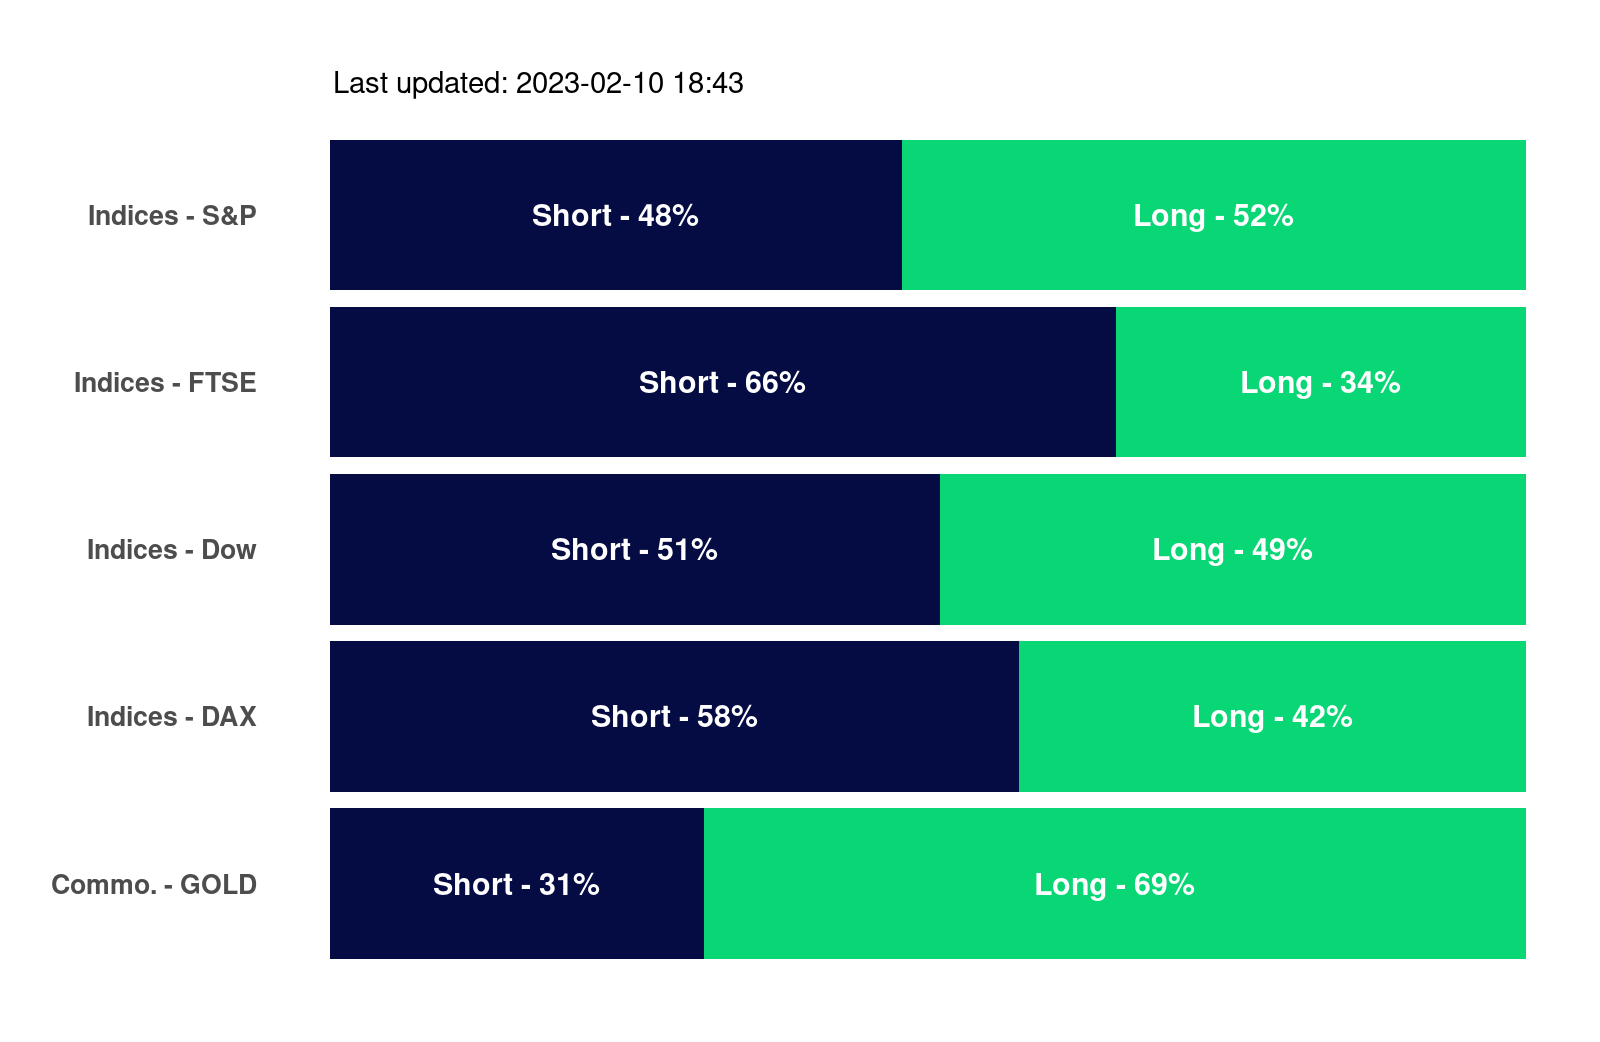 Last updated: 2023-02-10 18:43
Indices - S&P Short - 48% Long - 52%
Indices - FTSE Short - 66% Long - 34%
Indices - Dow Short - 51% Long - 49%
Indices - DAX Short - 58% Long - 42%
Commo. - GOLD Short - 31% Long - 69%